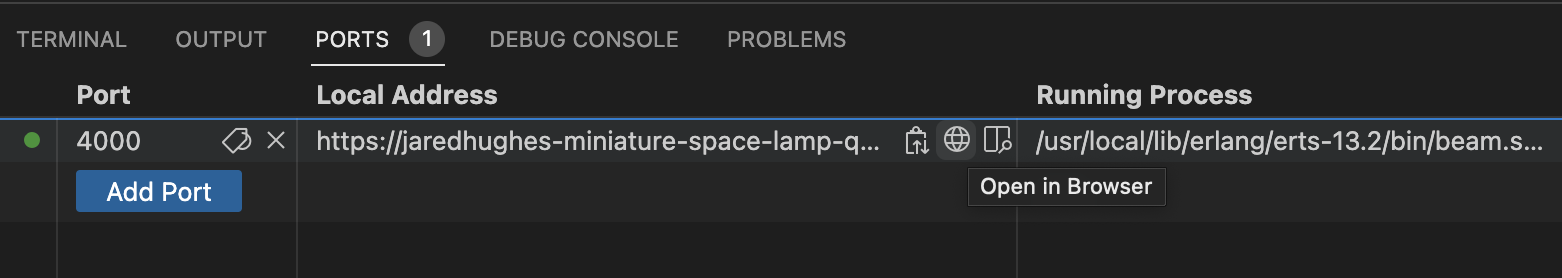 TERMINAL OUTPUT PORTS 1 DEBUG CONSOLE PROBLEMS
Port Local Address Running Process
4000 https://jaredhughes-miniature-space-lamp-q... /usr/local/lib/erlang/erts-13.2/bin/beam.s...
Add Port Open in Browser